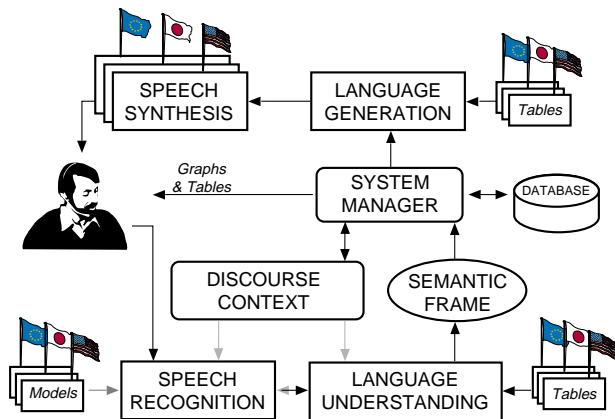 SPEECH
SYNTHESIS
LANGUAGE
GENERATION
Tables
Graphs
& Tables
SYSTEM
MANAGER
DATABASE
DISCOURSE
CONTEXT
SEMANTIC
FRAME
Models
SPEECH
RECOGNITION
LANGUAGE
UNDERSTANDING
Tables